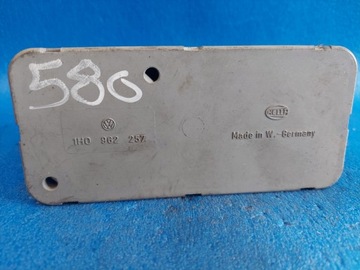 580
1H0 962 257
HELLA
Made in W.-Germany